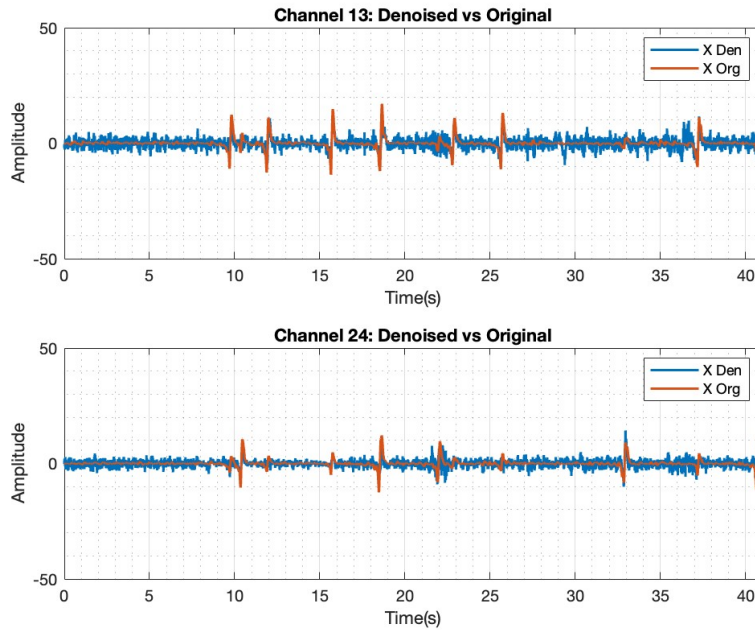 Channel 13: Denoised vs Original
50
0
-50
Amplitude
X Den
X Org
0 5 10 15 20 25 30 35 40
Time(s)
Channel 24: Denoised vs Original
50
0
-50
Amplitude
X Den
X Org
0 5 10 15 20 25 30 35 40
Time(s)